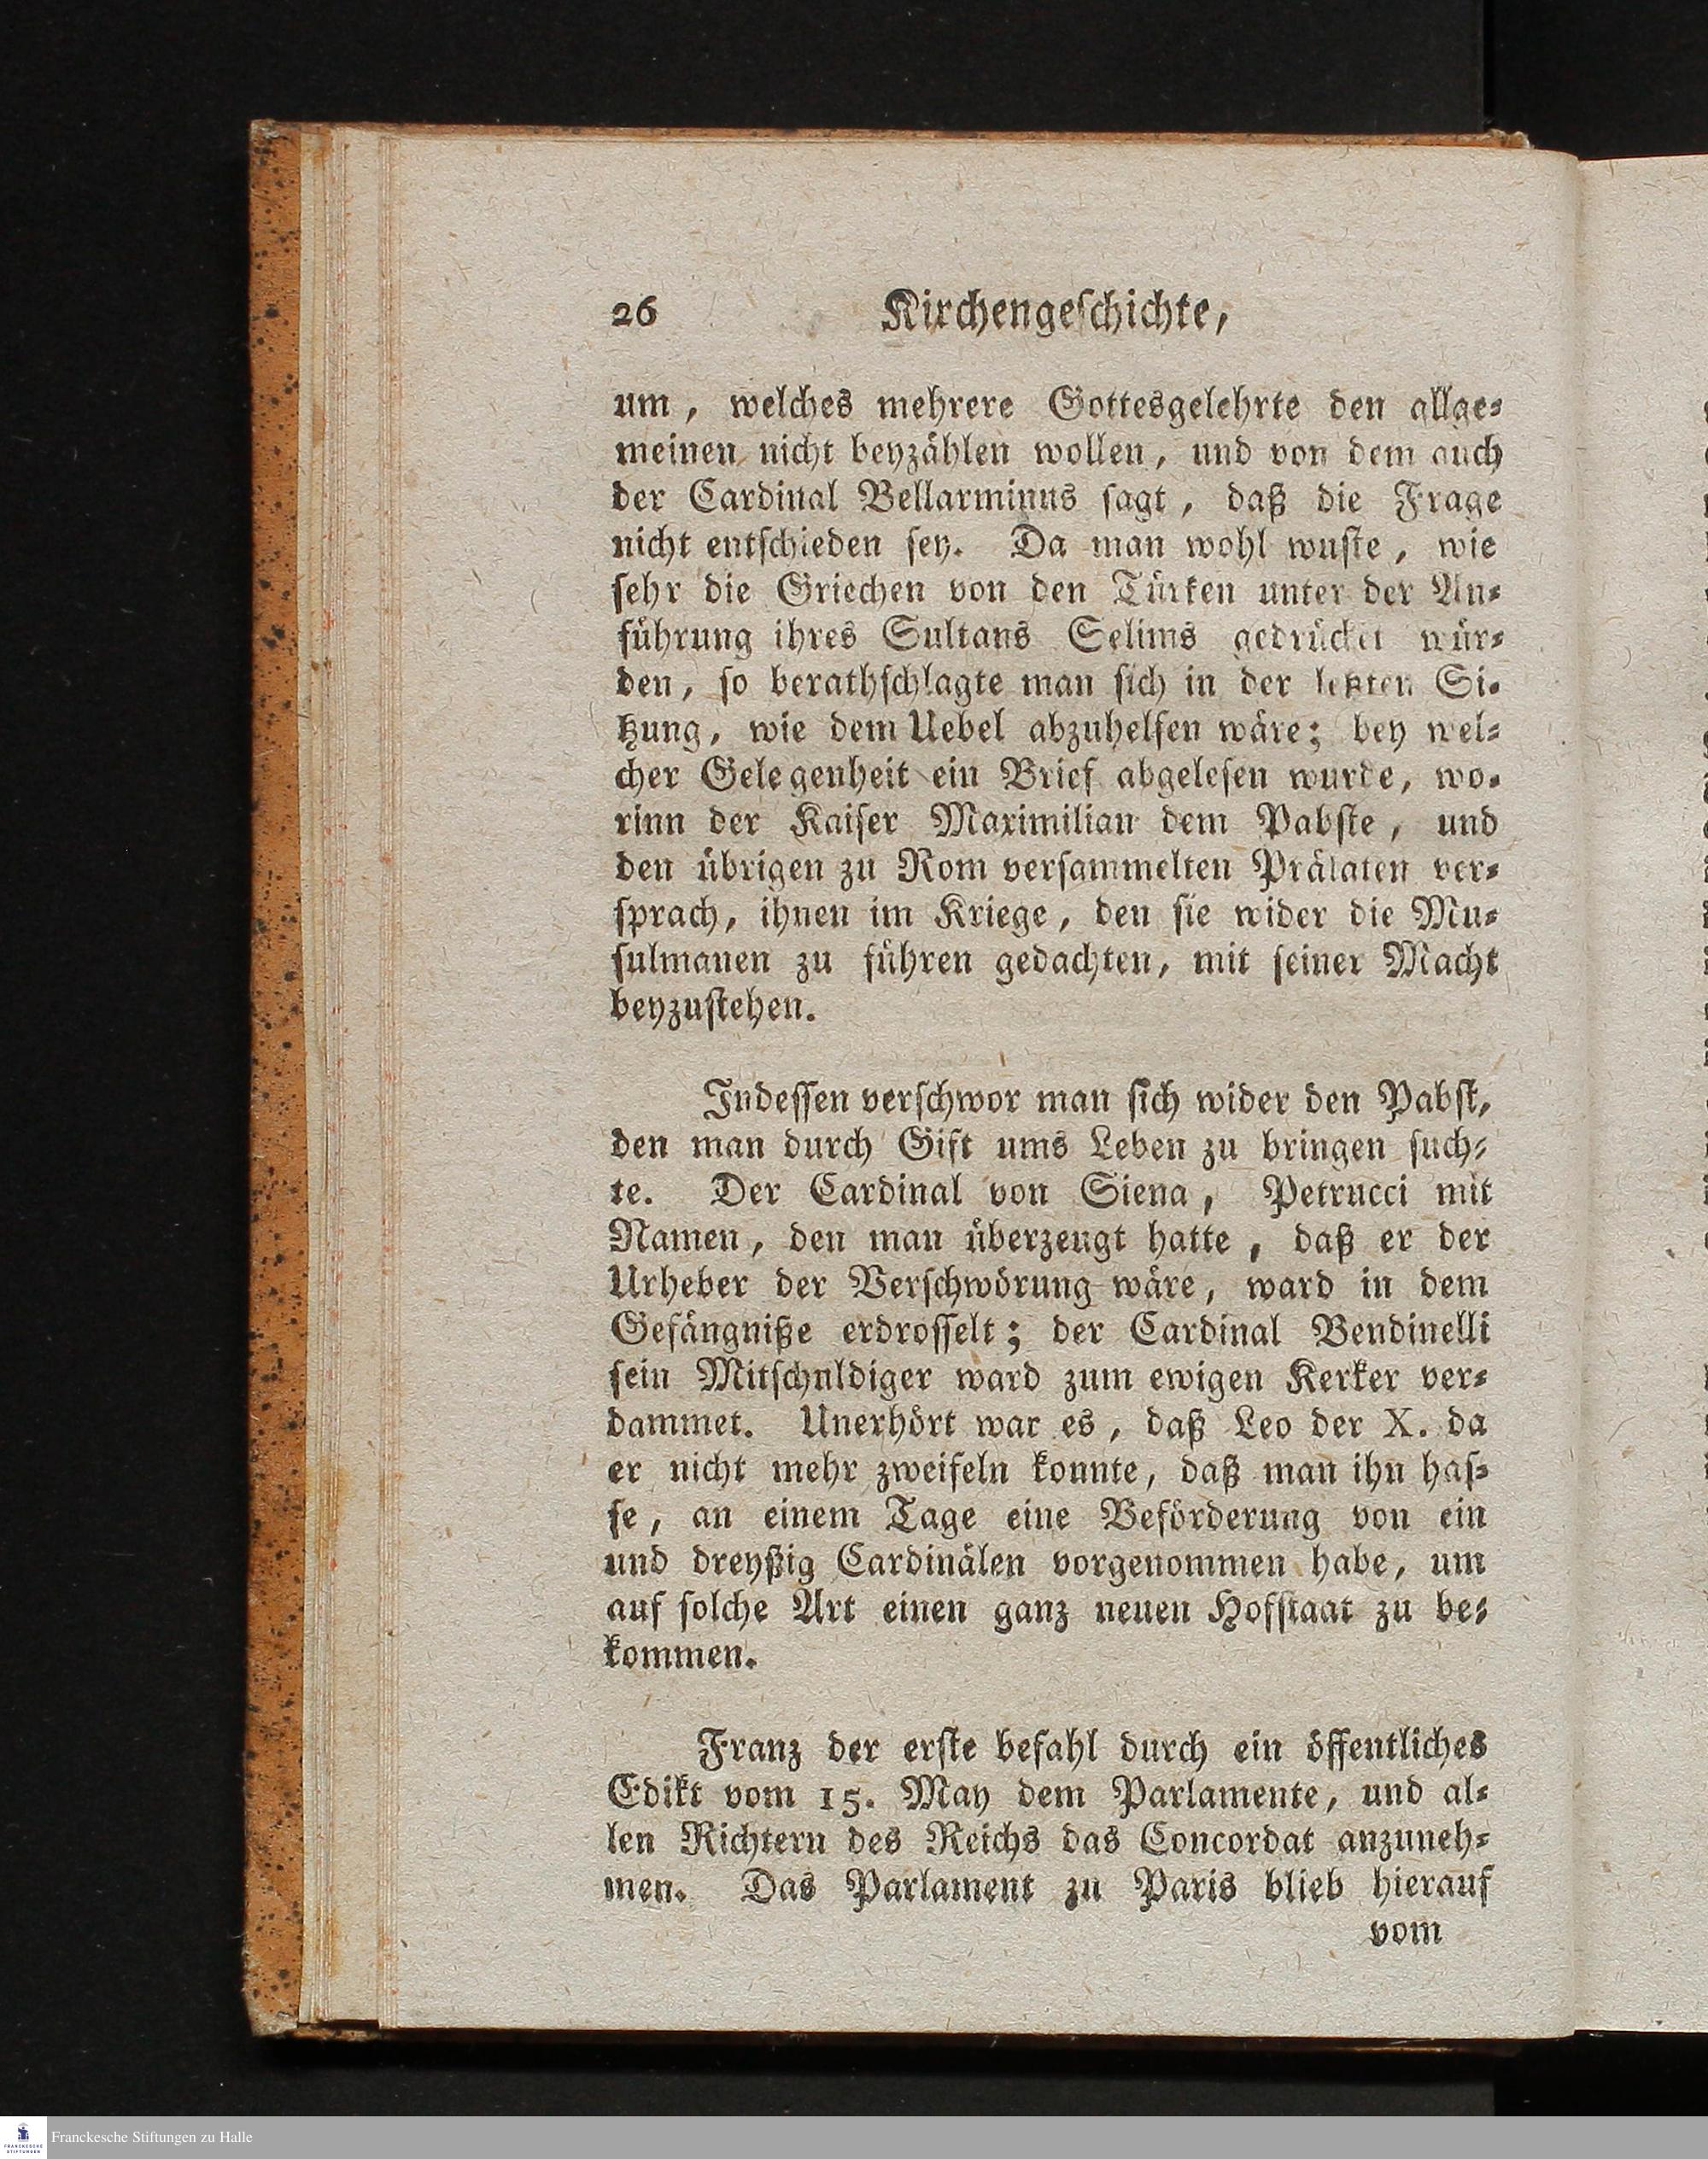 26 Kirchengeschichte,
um, welches mehrere Gottesgelehrte den allge-
meinen nicht beyzählen wollen, und von dem auch
der Cardinal Bellarminus sagt, daß die Frage
nicht entschieden sey. Da man wohl wuste, wie
sehr die Griechen von den Türken unter der An-
führung ihres Sultans Selims gedrücket wür-
den, so berathschlagte man sich in der letzten Si-
tzung, wie dem Uebel abzuhelfen wäre; bey wel-
cher Gelegenheit ein Brief abgelesen wurde, wo-
rinn der Kaiser Maximilian dem Pabste, und
den übrigen zu Rom versammelten Prälaten ver-
sprach, ihnen im Kriege, den sie wider die Mu-
sulmanen zu führen gedachten, mit seiner Macht
beyzustehen.
Indessen verschwor man sich wider den Pabst,
den man durch Gift ums Leben zu bringen such-
te. Der Cardinal von Siena, Petrucci mit
Namen, den man überzeugt hatte, daß er der
Urheber der Verschwörung wäre, ward in dem
Gefängniße erdrosselt; der Cardinal Bendinelli
sein Mitschuldiger ward zum ewigen Kerker ver-
dammet. Unerhört war es, daß Leo der X. da
er nicht mehr zweifeln konnte, daß man ihn has-
se, an einem Tage eine Beförderung von ein
und dreyßig Cardinälen vorgenommen habe, um
auf solche Art einen ganz neuen Hofstaat zu be-
kommen.
Franz der erste befahl durch ein öffentliches
Edikt vom 15. May dem Parlamente, und al-
len Richtern des Reichs das Concordat anzuneh-
men. Das Parlament zu Paris blieb hierauf
vom
FRANCKESCHE
STIFTUNGEN
Franckesche Stiftungen zu Halle